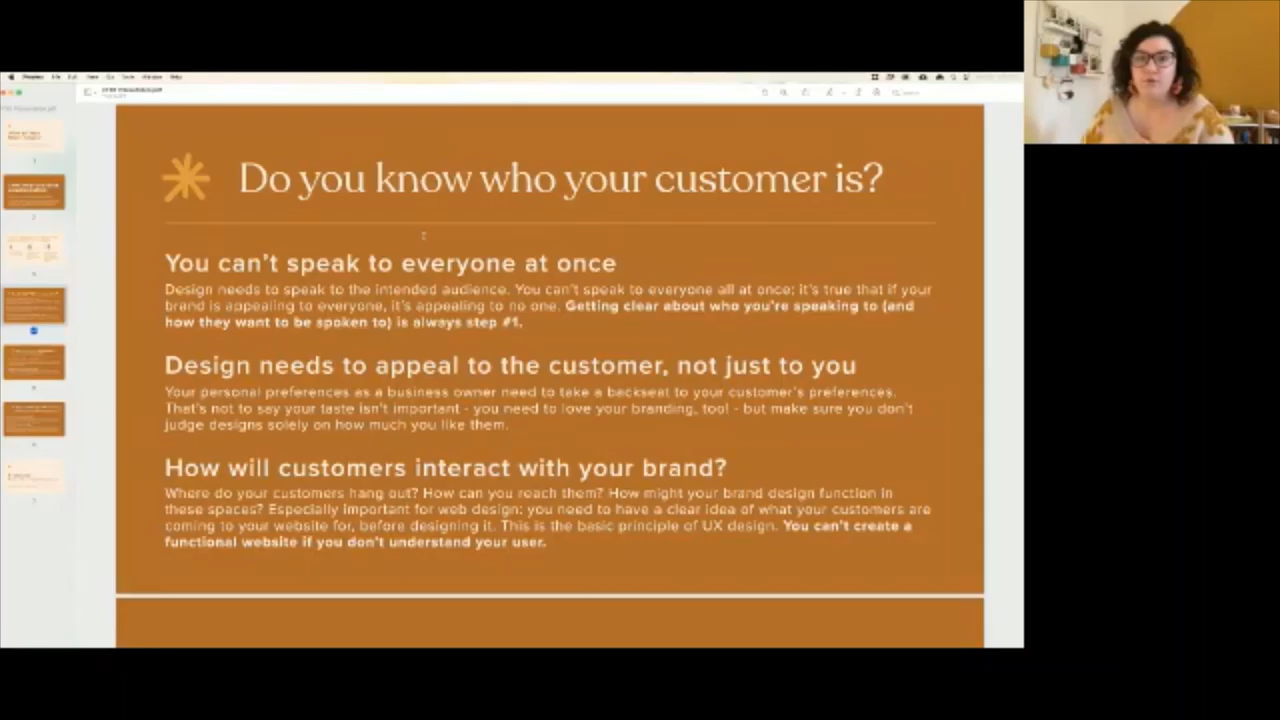 Do you know who your customer is?
You can't speak to everyone at once
Design needs to speak to the intended audience. You can't speak to everyone all at once; it's true that if your
brand is appealing to everyone, it's appealing to no one. Getting clear about who you're speaking to (and
how they want to be spoken to) is always step #1.
Design needs to appeal to the customer, not just to you
Your personal preferences as a business owner need to take a backseat to your customer's preferences.
That's not to say your taste isn't important - you need to love your branding, too! - but make sure you don't
judge designs solely on how much you like them.
How will customers interact with your brand?
Where do your customers hang out? How can you reach them? How might your brand design function in
these spaces? Especially important for web design: you need to have a clear idea of what your customers are
coming to your website for, before designing it. This is the basic principle of UX design. You can't create a
functional website if you don't understand your user.